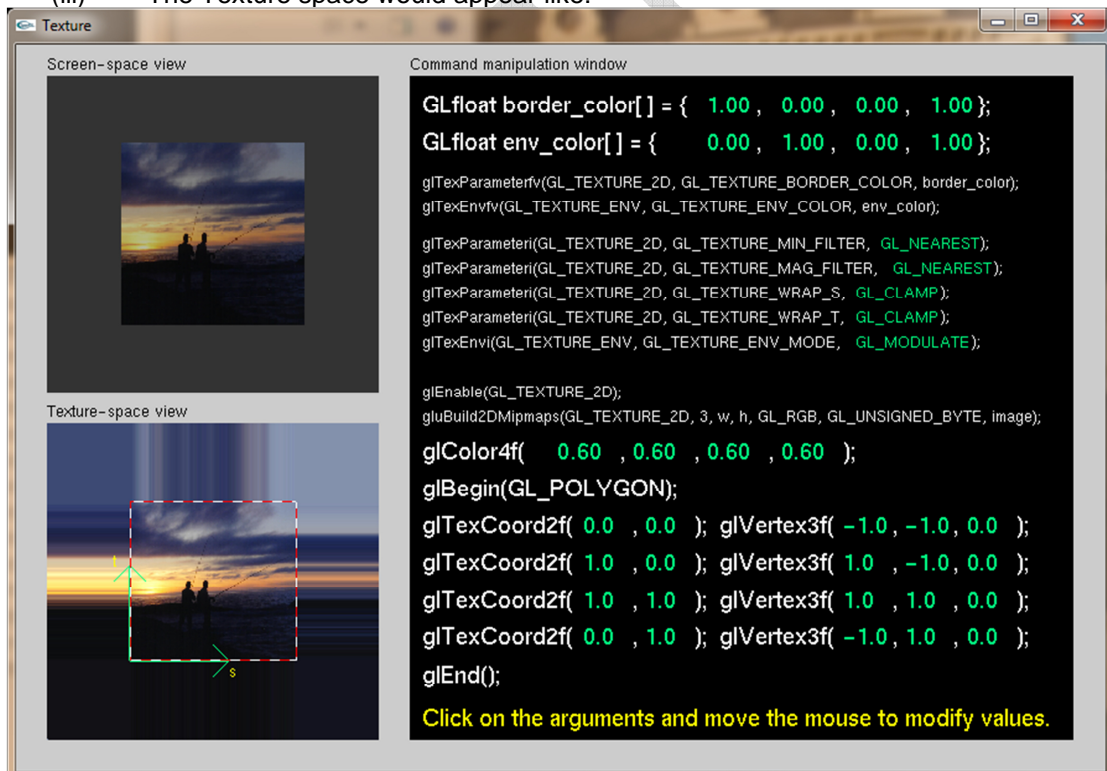 (iii) The Texture space would appear like:
Texture
Screen-space view
Command manipulation window
GLfloat border_color[ ] = { 1.00 , 0.00 , 0.00 , 1.00 };
GLfloat env_color[ ] = { 0.00 , 1.00 , 0.00 , 1.00 };
glTexParameterfv(GL_TEXTURE_2D, GL_TEXTURE_BORDER_COLOR, border_color);
glTexEnvfv(GL_TEXTURE_ENV, GL_TEXTURE_ENV_COLOR, env_color);
glTexParameteri(GL_TEXTURE_2D, GL_TEXTURE_MIN_FILTER, GL_NEAREST);
glTexParameteri(GL_TEXTURE_2D, GL_TEXTURE_MAG_FILTER, GL_NEAREST);
glTexParameteri(GL_TEXTURE_2D, GL_TEXTURE_WRAP_S, GL_CLAMP);
glTexParameteri(GL_TEXTURE_2D, GL_TEXTURE_WRAP_T, GL_CLAMP);
glTexEnvi(GL_TEXTURE_ENV, GL_TEXTURE_ENV_MODE, GL_MODULATE);
glEnable(GL_TEXTURE_2D);
gluBuild2DMipmaps(GL_TEXTURE_2D, 3, w, h, GL_RGB, GL_UNSIGNED_BYTE, image);
glColor4f( 0.60 , 0.60 , 0.60 , 0.60 );
glBegin(GL_POLYGON);
glTexCoord2f( 0.0 , 0.0 ); glVertex3f( -1.0 , -1.0 , 0.0 );
glTexCoord2f( 1.0 , 0.0 ); glVertex3f( 1.0 , -1.0 , 0.0 );
glTexCoord2f( 1.0 , 1.0 ); glVertex3f( 1.0 , 1.0 , 0.0 );
glTexCoord2f( 0.0 , 1.0 ); glVertex3f( -1.0 , 1.0 , 0.0 );
glEnd();
Click on the arguments and move the mouse to modify values.
Texture-space view
t
s